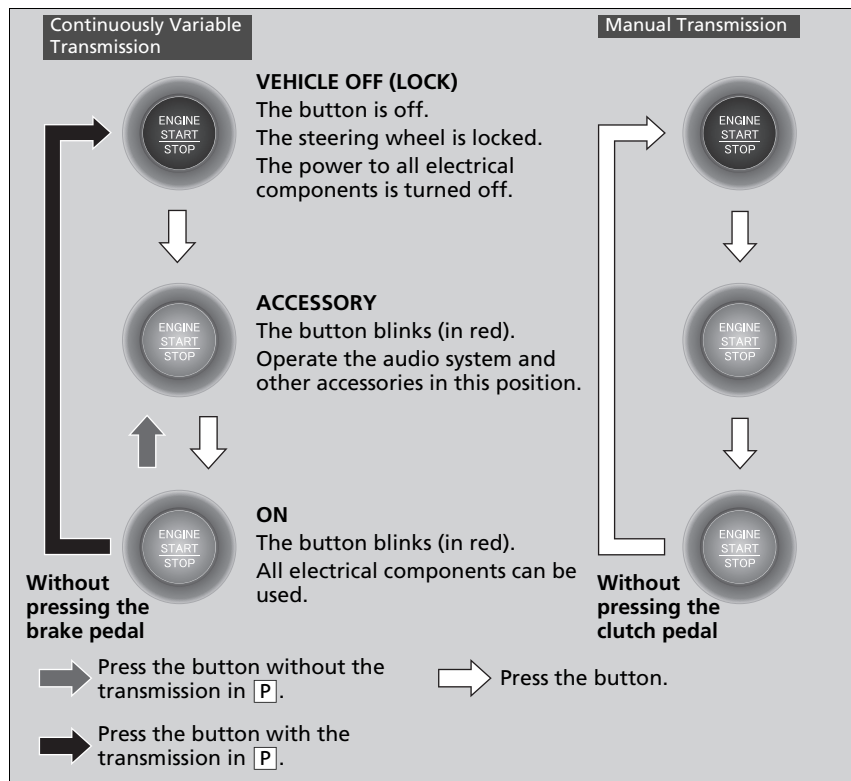 Continuously Variable
Transmission
Manual Transmission
ENGINE
START
STOP
VEHICLE OFF (LOCK)
The button is off.
The steering wheel is locked.
The power to all electrical
components is turned off.
ENGINE
START
STOP
ENGINE
START
STOP
ACCESSORY
The button blinks (in red).
Operate the audio system and
other accessories in this position.
ENGINE
START
STOP
ENGINE
START
STOP
ON
The button blinks (in red).
All electrical components can be
used.
ENGINE
START
STOP
Without
pressing the
brake pedal
Without
pressing the
clutch pedal
Press the button without the
transmission in P.
Press the button.
Press the button with the
transmission in P.